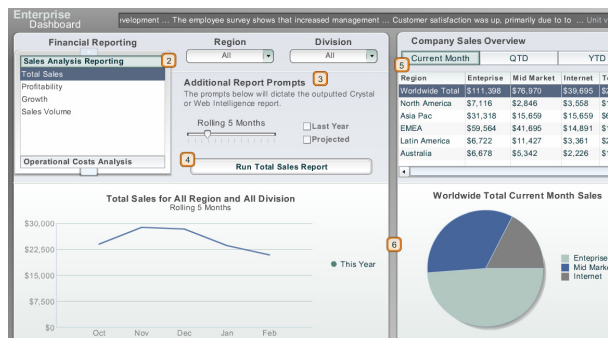 Enterprise
Dashboard
… The employee survey shows that increased management … Customer satisfaction was up, primarily due to to … Unit
Financial Reporting
Sales Analysis Reporting
2
Total Sales
Profitability
Growth
Sales Volume
Operational Costs Analysis
Region
Division
All
All
Additional Report Prompts
3
The prompts below will dictate the outputted Crystal
or Web Intelligence report.
Rolling 5 Months
Last Year
Projected
4
Run Total Sales Report
Company Sales Overview
5
Current Month
QTD
YTD
Region Enteprise Mid Market Internet
Worldwide Total $111,398 $76,970 $39,695
North America $7,116 $2,846 $3,558
Asia Pac $31,318 $15,659 $15,659
EMEA $59,564 $41,695 $14,891
Latin America $6,722 $11,427 $3,361
Australia $6,678 $5,342 $2,226
Total Sales for All Region and All Division
Rolling 5 Months
$30,000
$22,500
$15,000
$7,500
$0
Oct Nov Dec Jan Feb
This Year
6
Worldwide Total Current Month Sales
Enteprise
Mid Marke
Internet